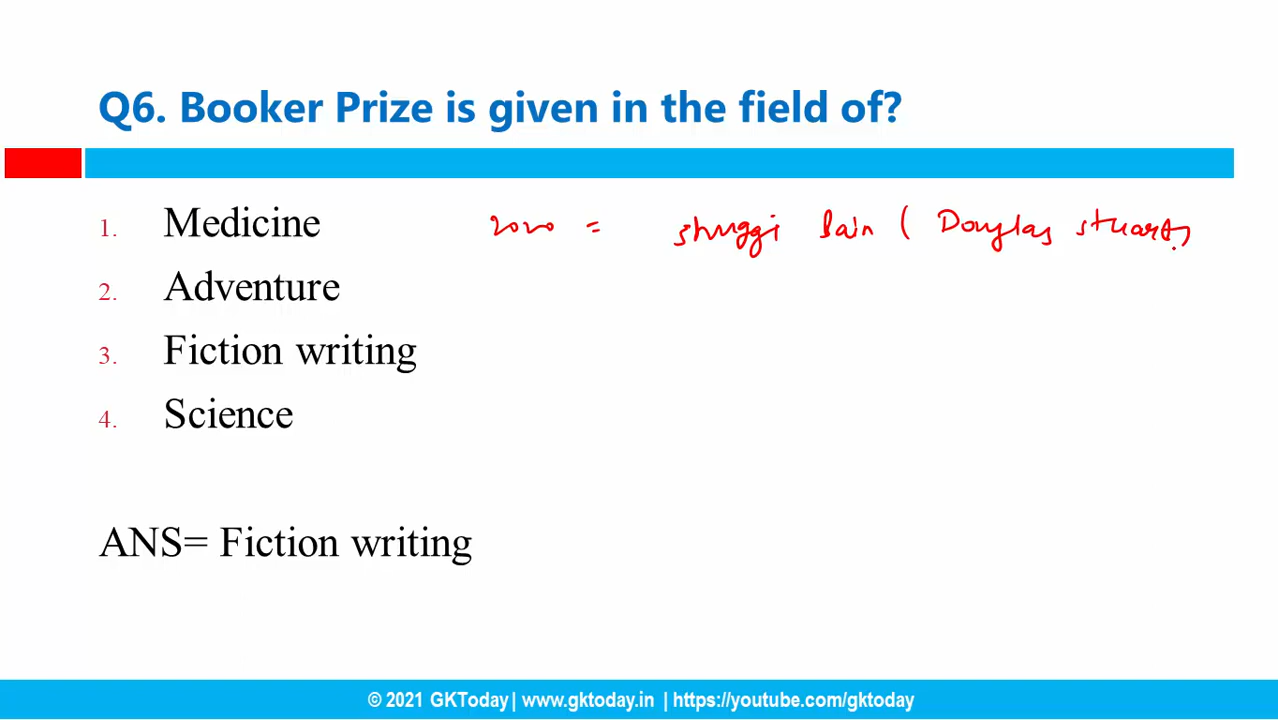 Q6. Booker Prize is given in the field of?
1. Medicine
2020 = shuggi Bain ( Douglas stuart)
2. Adventure
3. Fiction writing
4. Science
ANS= Fiction writing
© 2021 GKToday| www.gktoday.in | https://youtube.com/gktoday